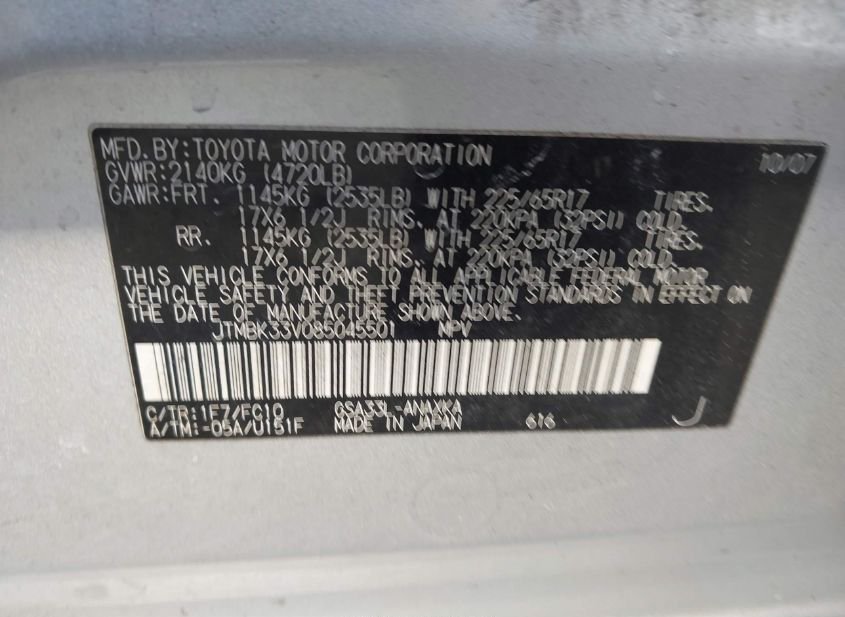 MFD.BY:TOYOTA MOTOR CORPORATION 10/07
GVWR:2140KG (4720LB)
GAWR:FRT. 1145KG (2535LB) WITH 225/65R17 TIRES.
17X6 1/2J RIMS. AT 220KPA (32PSI) COLD.
RR. 1145KG (2535LB) WITH 225/65R17 TIRES.
17X6 1/2J RIMS. AT 220KPA (32PSI) COLD.
THIS VEHICLE CONFORMS TO ALL APPLICABLE FEDERAL MOTOR
VEHICLE SAFETY AND THEFT PREVENTION STANDARDS IN EFFECT ON
THE DATE OF MANUFACTURE SHOWN ABOVE.
JTMBK33V085045501 MPV
C/TR:1F7/FC10 GSA33L-ANAXKA
A/TM:-05A/U151F MADE IN JAPAN 616 J